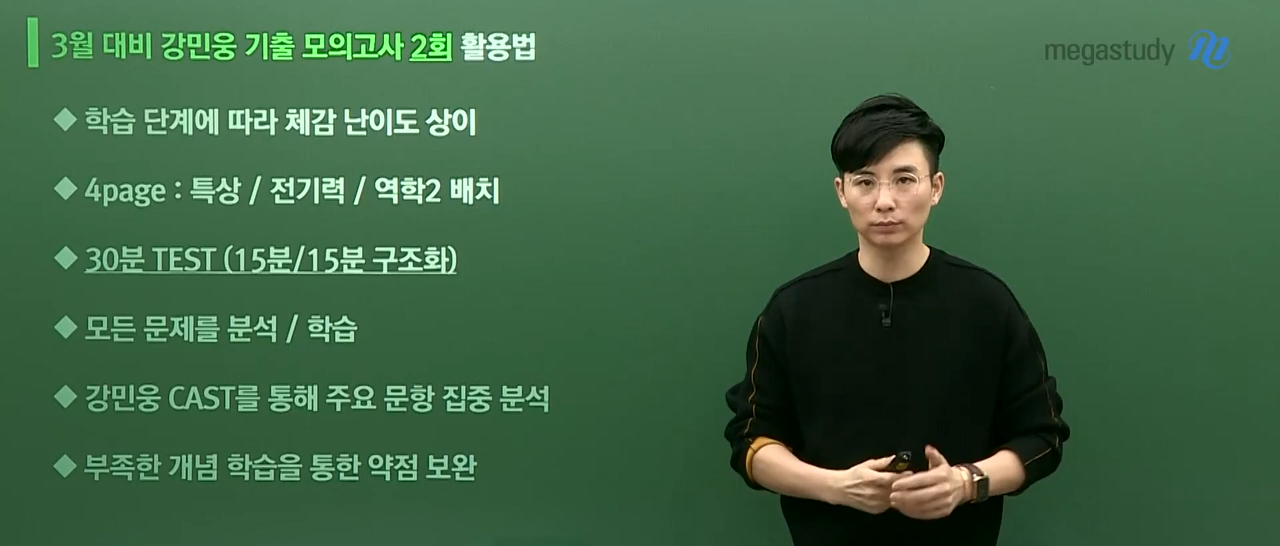 3월 대비 강민웅 기출 모의고사 2회 활용법
megastudy
◆ 학습 단계에 따라 체감 난이도 상이
◆ 4page : 특상 / 전기력 / 역학2 배치
◆ 30분 TEST (15분/15분 구조화)
◆ 모든 문제를 분석 / 학습
◆ 강민웅 CAST를 통해 주요 문항 집중 분석
◆ 부족한 개념 학습을 통한 약점 보완